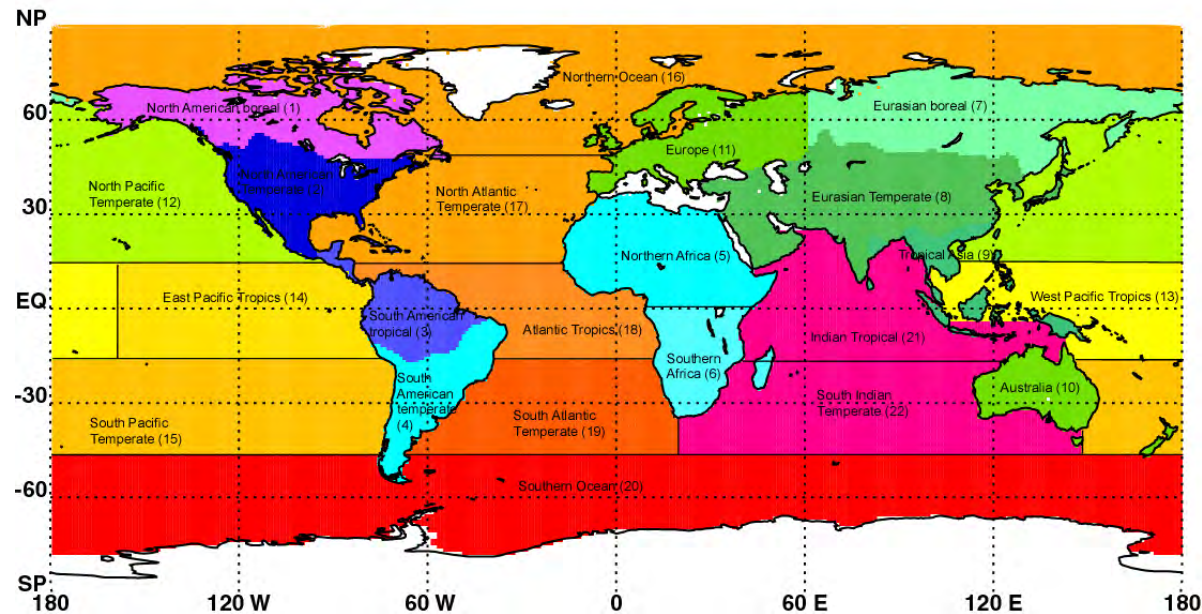 NP
Northern Ocean (16)
North American boreal (1)
Eurasian boreal (7)
60
Europe (11)
North American
Temperate (2)
North Pacific
Temperate (12)
North Atlantic
Temperate (17)
Eurasian Temperate (8)
30
Northern Africa (5)
Tropical Asia (9)
East Pacific Tropics (14)
West Pacific Tropics (13)
EQ
South American
tropical (3)
Atlantic Tropics (18)
Indian Tropical (21)
Southern
Africa (6)
South
American
temperate
(4)
Australia (10)
-30
South Pacific
Temperate (15)
South Atlantic
Temperate (19)
South Indian
Temperate (22)
-60
Southern Ocean (20)
SP
180
120 W
60 W
0
60 E
120 E
180